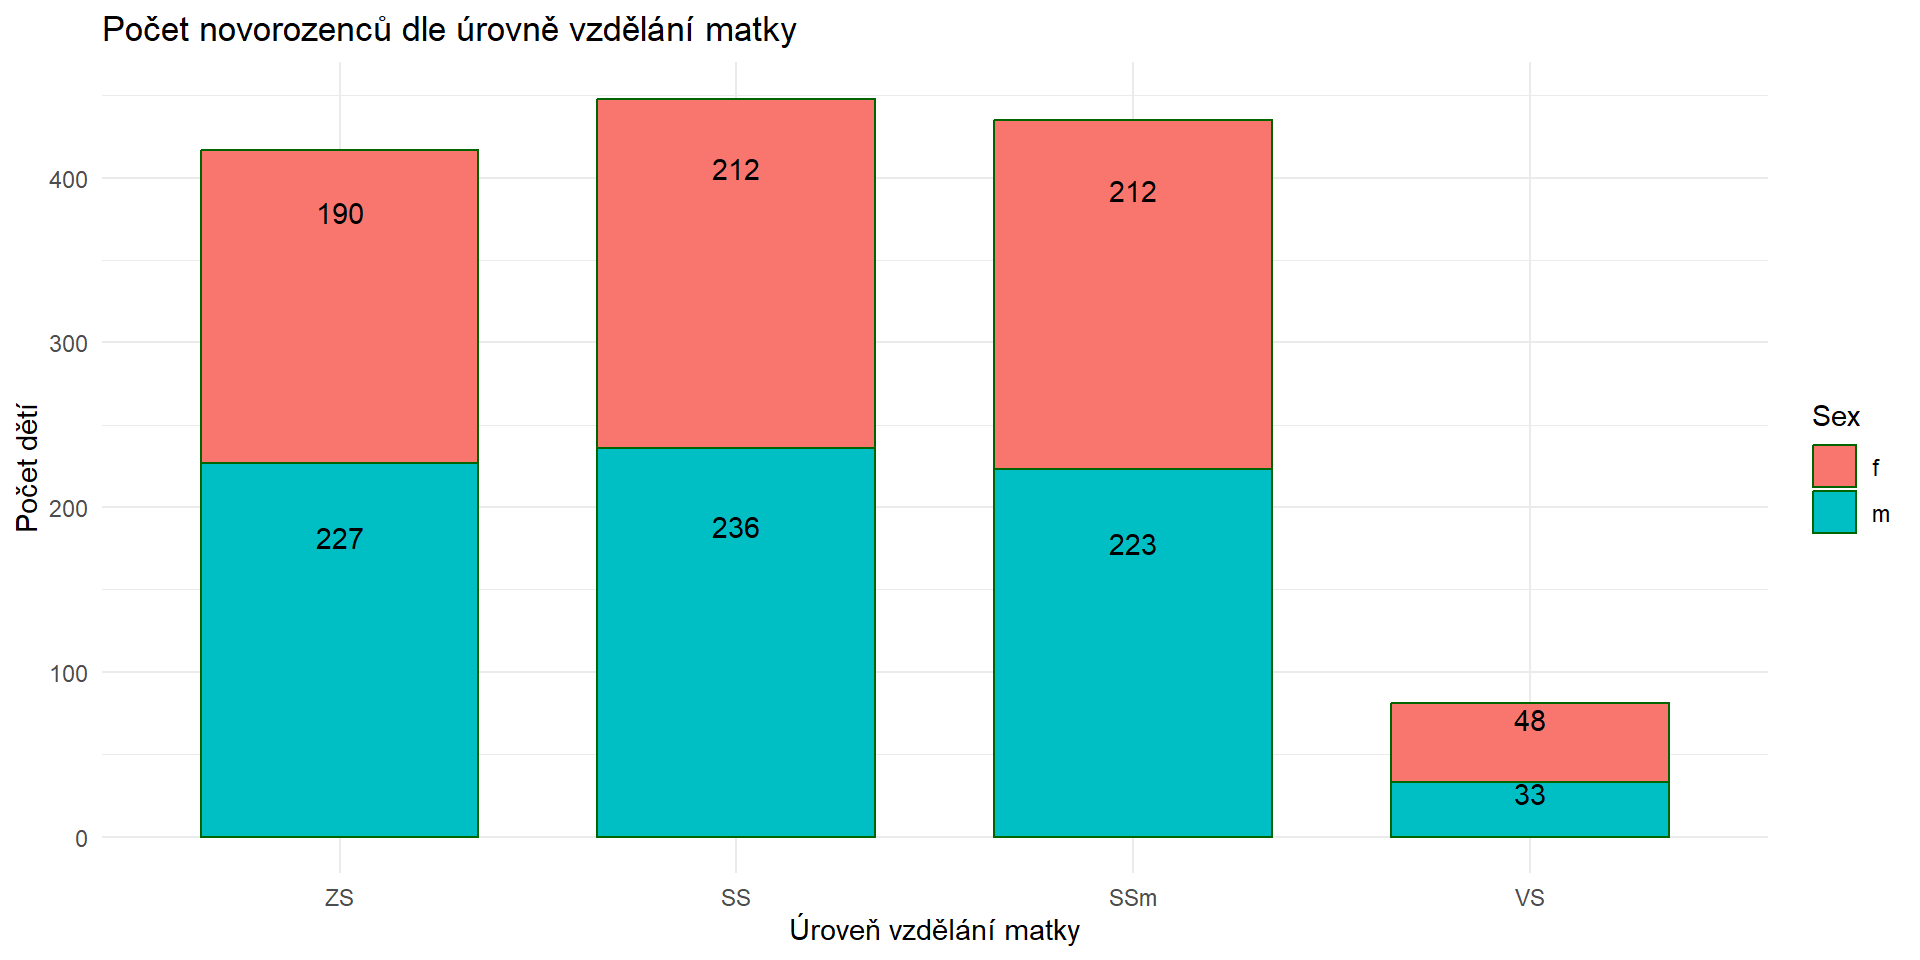 Počet novorozenců dle úrovně vzdělání matky
Počet dětí
400
300
200
100
0
190
212
212
227
236
223
48
33
ZS
SS
SSm
VS
Úroveň vzdělání matky
Sex
f
m